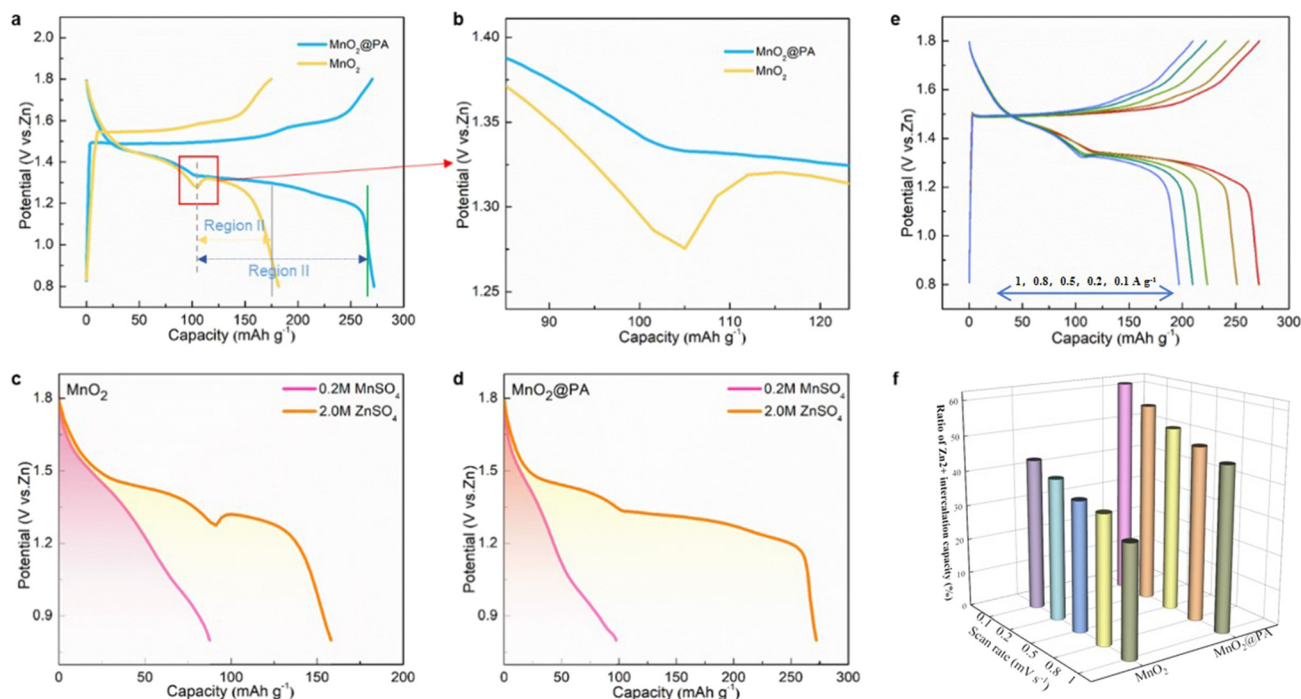 a
MnO2@PA
MnO2
2.0
1.8
1.6
1.4
1.2
1.0
0.8
Potential (V vs.Zn)
Region II
Region II
0 50 100 150 200 250 300
Capacity (mAh g-1)
b
MnO2@PA
MnO2
1.40
1.35
1.30
1.25
Potential (V vs.Zn)
90 100 110 120
Capacity (mAh g-1)
e
1.8
1.6
1.4
1.2
1.0
0.8
Potential (V vs.Zn)
1, 0.8, 0.5, 0.2, 0.1 A g-1
0 50 100 150 200 250 300
Capacity (mAh g-1)
c
MnO2
0.2M MnSO4
2.0M ZnSO4
1.8
1.5
1.2
0.9
Potential (V vs.Zn)
0 50 100 150 200
Capacity (mAh g-1)
d
MnO2@PA
0.2M MnSO4
2.0M ZnSO4
1.8
1.5
1.2
0.9
Potential (V vs.Zn)
0 50 100 150 200 250 300
Capacity (mAh g-1)
f
Ratio of Zn2+ intercalation capacity (%)
60
50
40
30
20
10
0
0.1
0.2
0.5
0.8
1
Scan rate (mV s-1)
MnO2
MnO2@PA